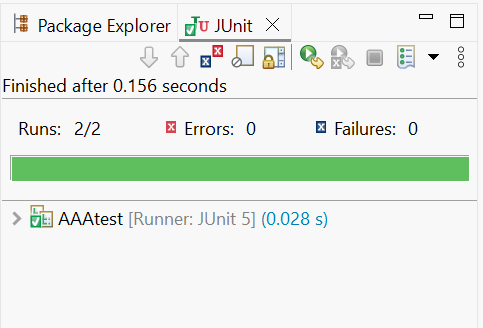 Package Explorer JUnit
Finished after 0.156 seconds
Runs: 2/2 Errors: 0 Failures: 0
AAAtest [Runner: JUnit 5] (0.028 s)